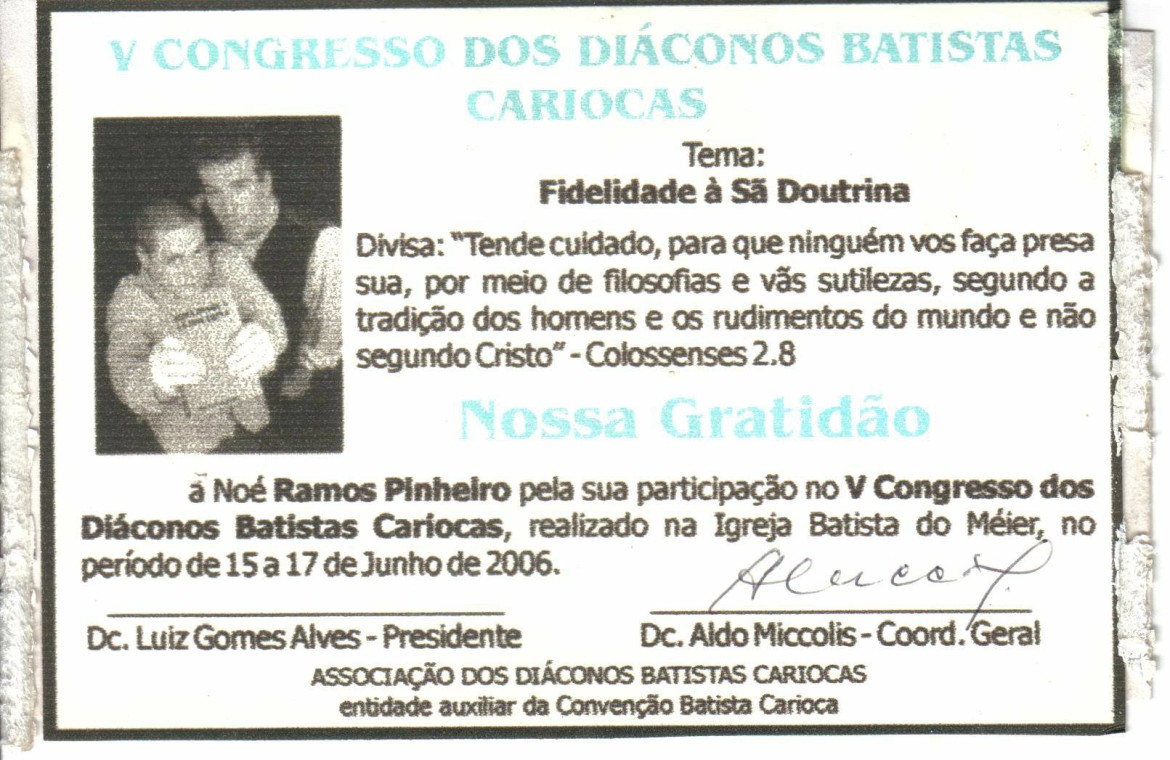 V CONGRESSO DOS DIÁCONOS BATISTAS
CARIOCAS
Tema:
Fidelidade à Sã Doutrina
Divisa: "Tende cuidado, para que ninguém vos faça presa
sua, por meio de filosofias e vãs sutilezas, segundo a
tradição dos homens e os rudimentos do mundo e não
segundo Cristo" - Colossenses 2.8
Nossa Gratidão
à Noé Ramos Pinheiro pela sua participação no V Congresso dos
Diáconos Batistas Cariocas, realizado na Igreja Batista do Méier, no
período de 15 a 17 de Junho de 2006.
Dc. Luiz Gomes Alves - Presidente
Dc. Aldo Miccolis - Coord. Geral
ASSOCIAÇÃO DOS DIÁCONOS BATISTAS CARIOCAS
entidade auxiliar da Convenção Batista Carioca